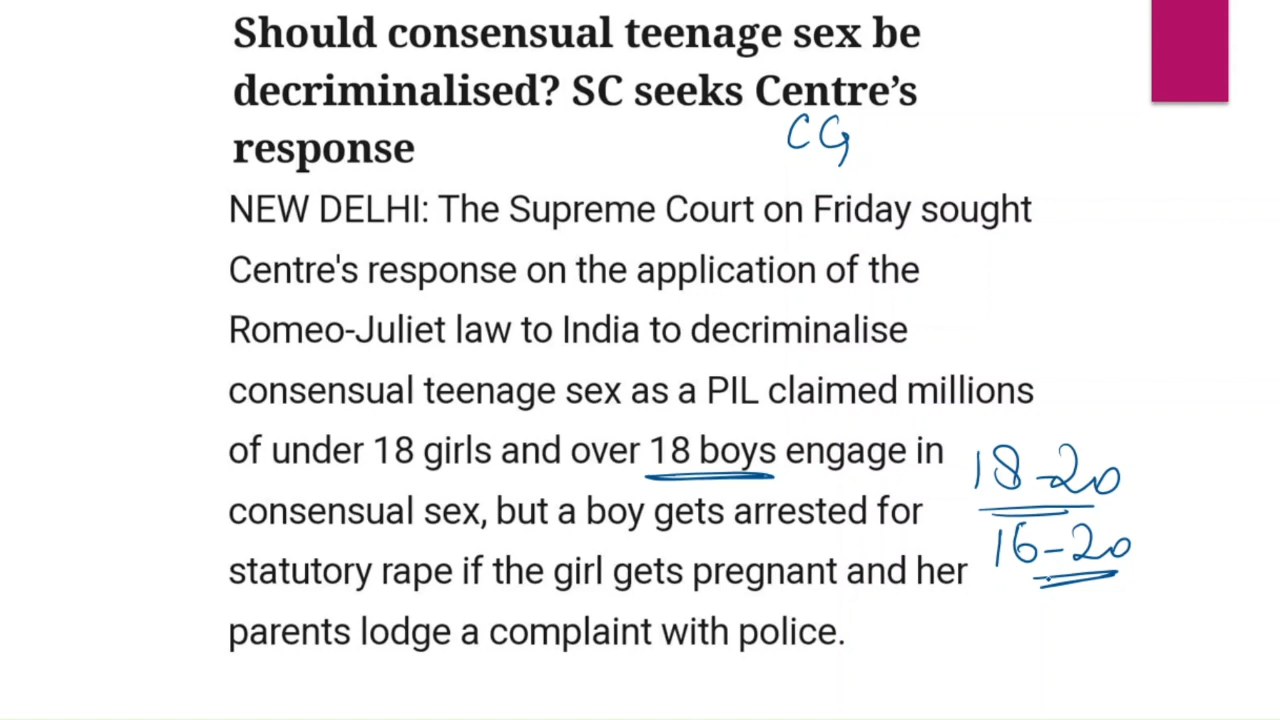 Should consensual teenage sex be
decriminalised? SC seeks Centre’s
CG
response
NEW DELHI: The Supreme Court on Friday sought
Centre's response on the application of the
Romeo-Juliet law to India to decriminalise
consensual teenage sex as a PIL claimed millions
of under 18 girls and over 18 boys engage in
18-20
consensual sex, but a boy gets arrested for
16-20
statutory rape if the girl gets pregnant and her
parents lodge a complaint with police.